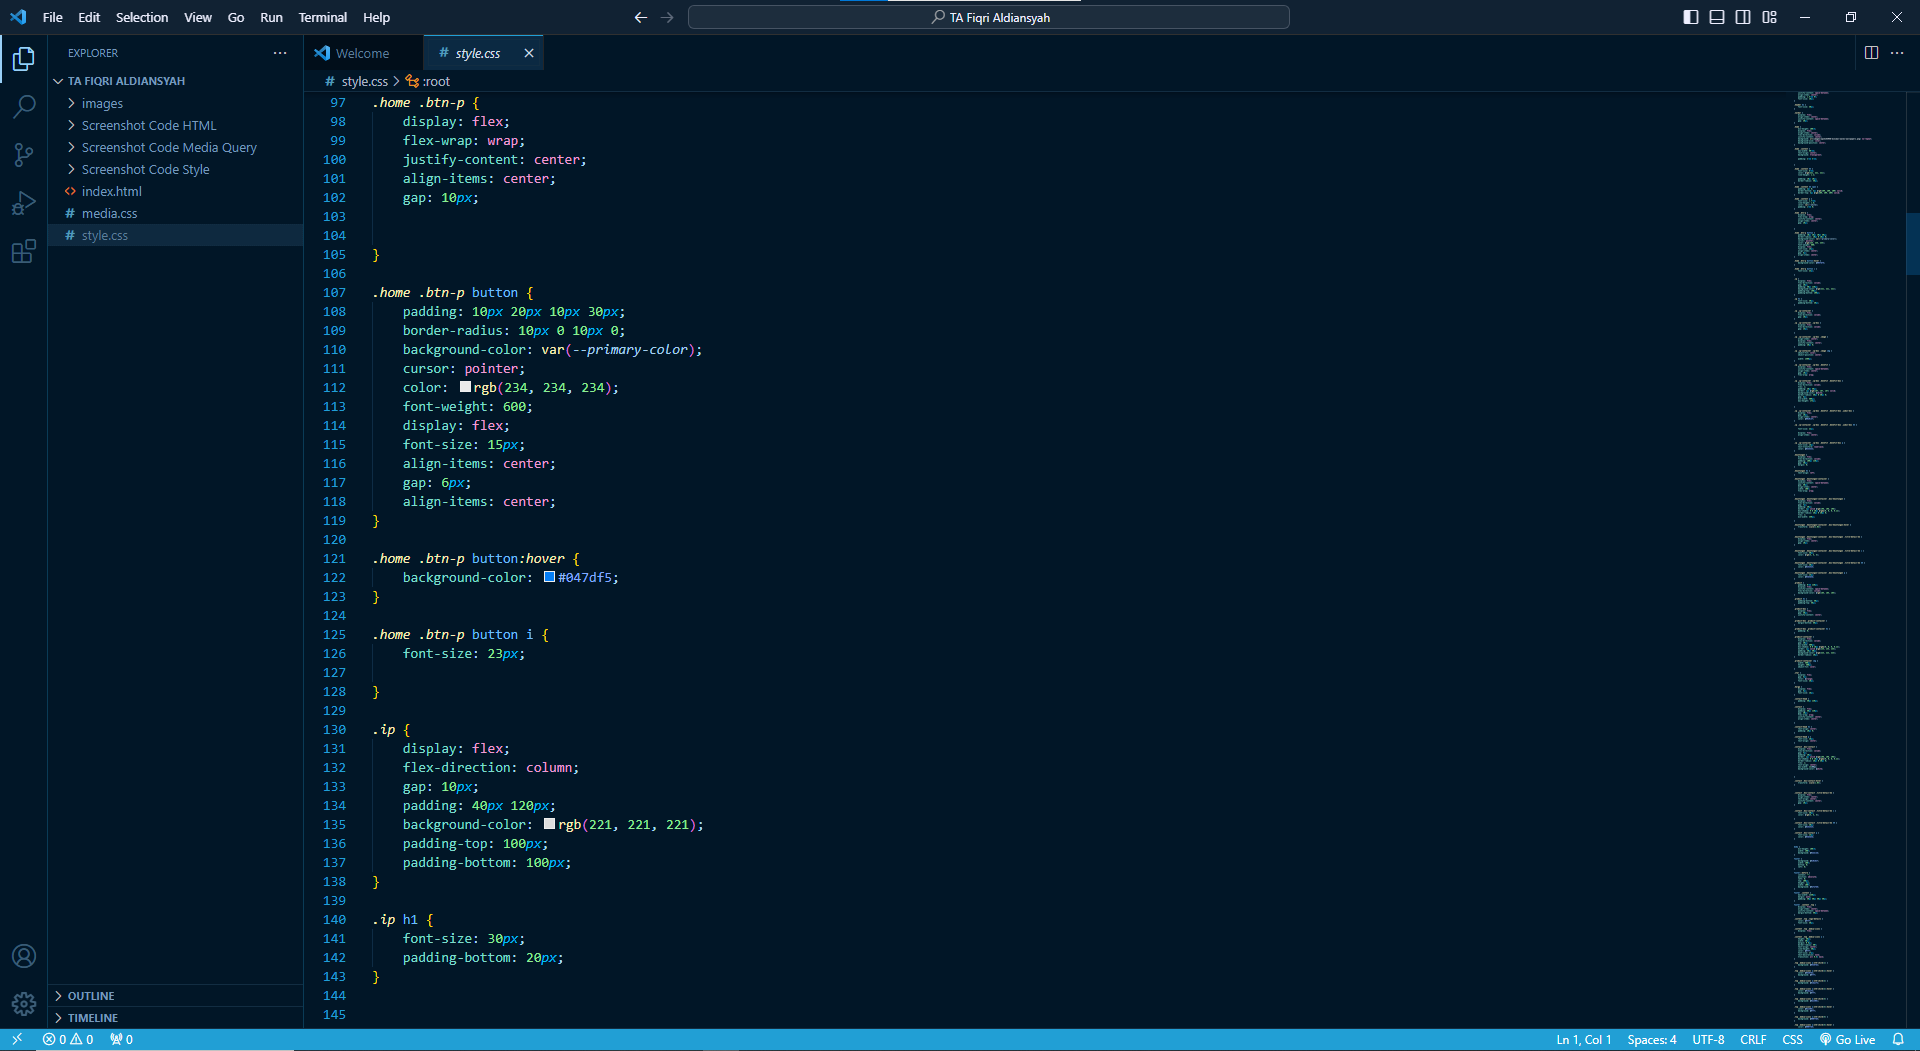 File Edit Selection View Go Run Terminal Help
TA Fiqri Aldiansyah
EXPLORER
TA FIQRI ALDIANSYAH
images
Screenshot Code HTML
Screenshot Code Media Query
Screenshot Code Style
<> index.html
# media.css
# style.css
OUTLINE
TIMELINE
Welcome
# style.css
# style.css > :root
97 .home .btn-p {
98     display: flex;
99     flex-wrap: wrap;
100     justify-content: center;
101     align-items: center;
102     gap: 10px;
103
104
105 }
106
107 .home .btn-p button {
108     padding: 10px 20px 10px 30px;
109     border-radius: 10px 0 10px 0;
110     background-color: var(--primary-color);
111     cursor: pointer;
112     color: rgb(234, 234, 234);
113     font-weight: 600;
114     display: flex;
115     font-size: 15px;
116     align-items: center;
117     gap: 6px;
118     align-items: center;
119 }
120
121 .home .btn-p button:hover {
122     background-color: #047df5;
123 }
124
125 .home .btn-p button i {
126     font-size: 23px;
127
128 }
129
130 .ip {
131     display: flex;
132     flex-direction: column;
133     gap: 10px;
134     padding: 40px 120px;
135     background-color: rgb(221, 221, 221);
136     padding-top: 100px;
137     padding-bottom: 100px;
138 }
139
140 .ip h1 {
141     font-size: 30px;
142     padding-bottom: 20px;
143 }
144
145
0 0 0
Ln 1, Col 1 Spaces: 4 UTF-8 CRLF CSS Go Live